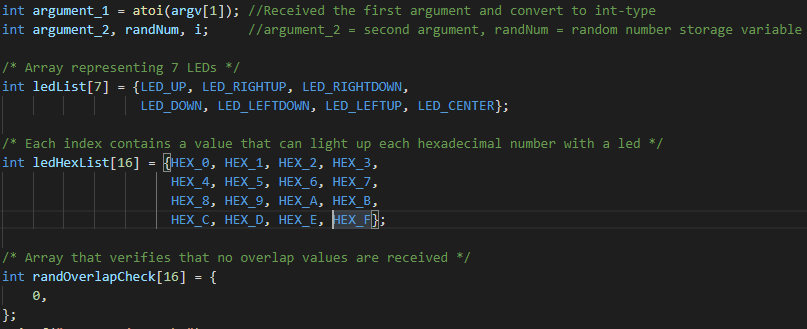 int argument_1 = atoi(argv[1]); //Received the first argument and convert to int-type
int argument_2, randNum, i;     //argument_2 = second argument, randNum = random number storage variable
/* Array representing 7 LEDs */
int ledList[7] = {LED_UP, LED_RIGHTUP, LED_RIGHTDOWN,
                  LED_DOWN, LED_LEFTDOWN, LED_LEFTUP, LED_CENTER};
/* Each index contains a value that can light up each hexadecimal number with a led */
int ledHexList[16] = {HEX_0, HEX_1, HEX_2, HEX_3,
                      HEX_4, HEX_5, HEX_6, HEX_7,
                      HEX_8, HEX_9, HEX_A, HEX_B,
                      HEX_C, HEX_D, HEX_E, HEX_F};
/* Array that verifies that no overlap values are received */
int randOverlapCheck[16] = {
    0,
};